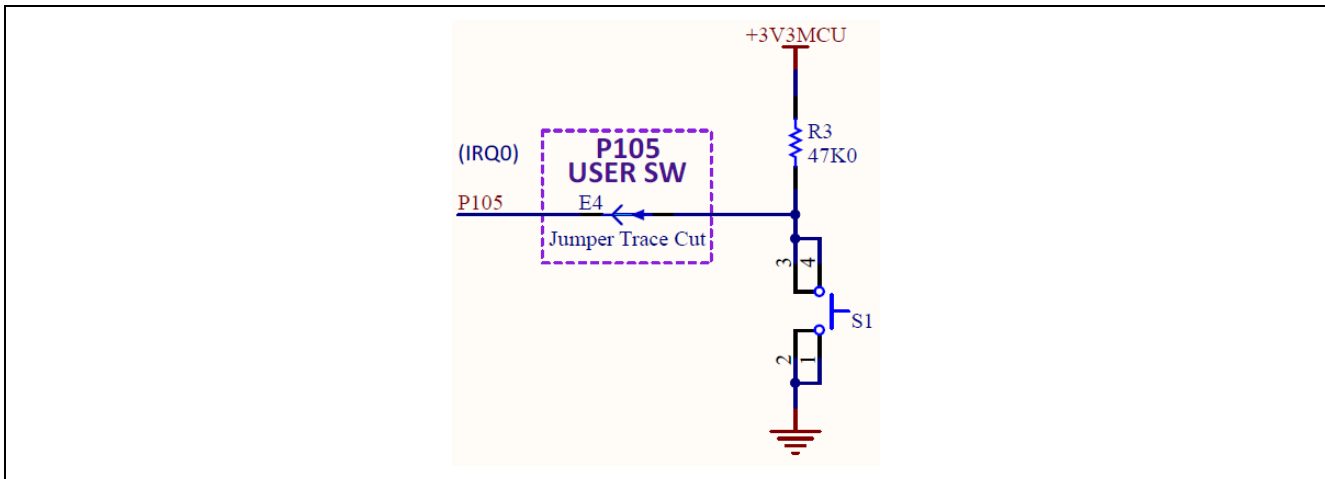 +3V3MCU
R3
47K0
(IRQ0)
P105
USER SW
P105
E4
Jumper Trace Cut
3
4
S1
2
1